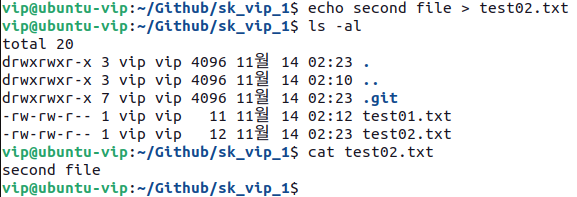 vip@ubuntu-vip:~/Github/sk_vip_1$ echo second file > test02.txt
vip@ubuntu-vip:~/Github/sk_vip_1$ ls -al
total 20
drwxrwxr-x 3 vip vip 4096 11월 14 02:23 .
drwxrwxr-x 3 vip vip 4096 11월 14 02:10 ..
drwxrwxr-x 7 vip vip 4096 11월 14 02:23 .git
-rw-rw-r-- 1 vip vip   11 11월 14 02:12 test01.txt
-rw-rw-r-- 1 vip vip   12 11월 14 02:23 test02.txt
vip@ubuntu-vip:~/Github/sk_vip_1$ cat test02.txt
second file
vip@ubuntu-vip:~/Github/sk_vip_1$